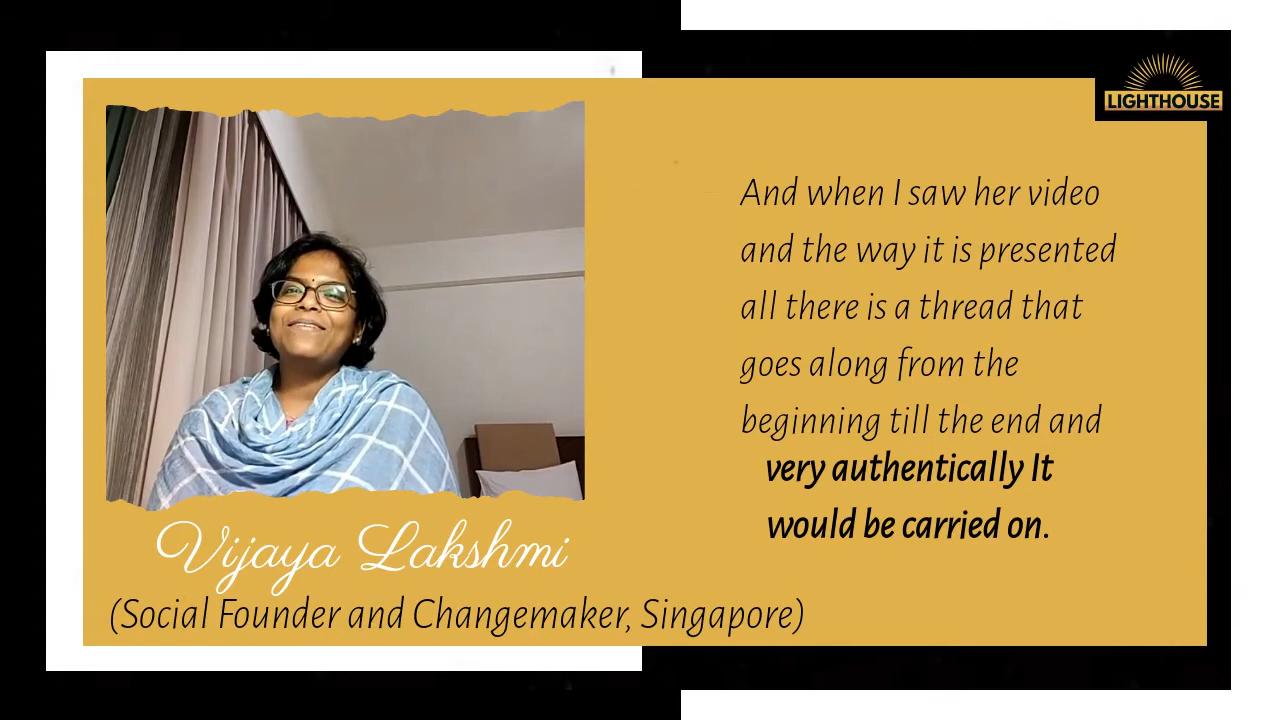 LIGHTHOUSE
And when I saw her video
and the way it is presented
all there is a thread that
goes along from the
beginning till the end and
very authentically It
would be carried on.
Vijaya Lakshmi
(Social Founder and Changemaker, Singapore)